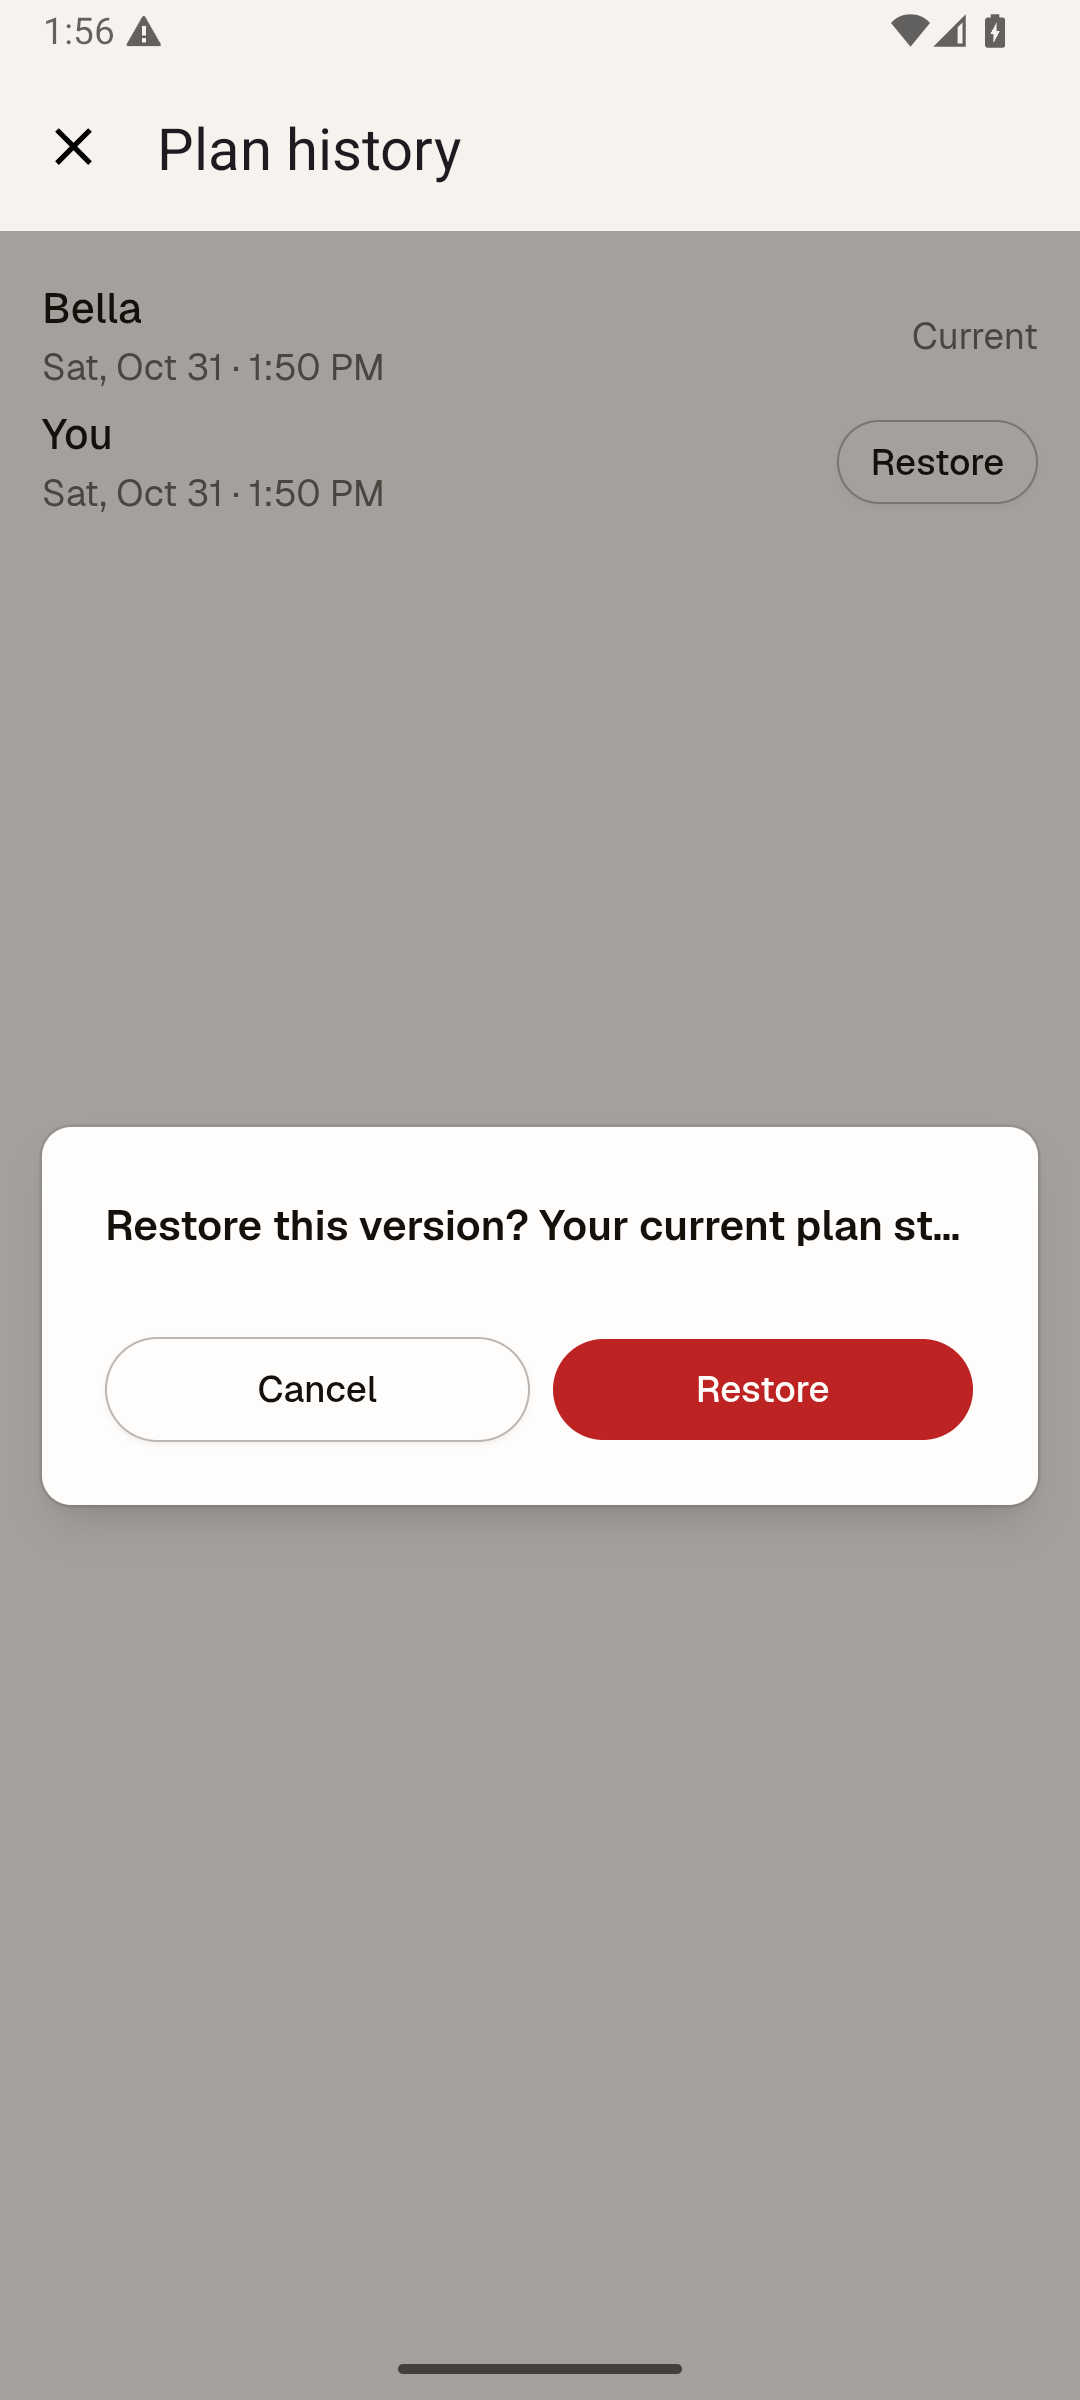 1:56
Plan history
Bella
Sat, Oct 31 · 1:50 PM
Current
You
Sat, Oct 31 · 1:50 PM
Restore
Restore this version? Your current plan st...
Cancel
Restore